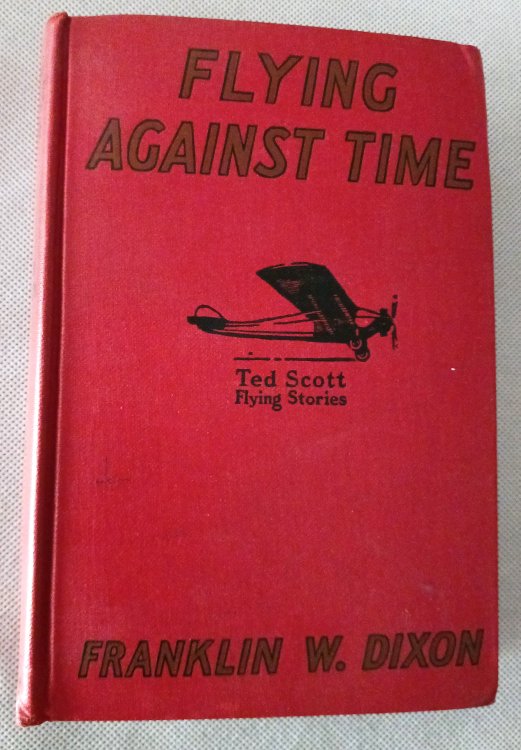 FLYING
AGAINST TIME
Ted Scott
Flying Stories
FRANKLIN W. DIXON